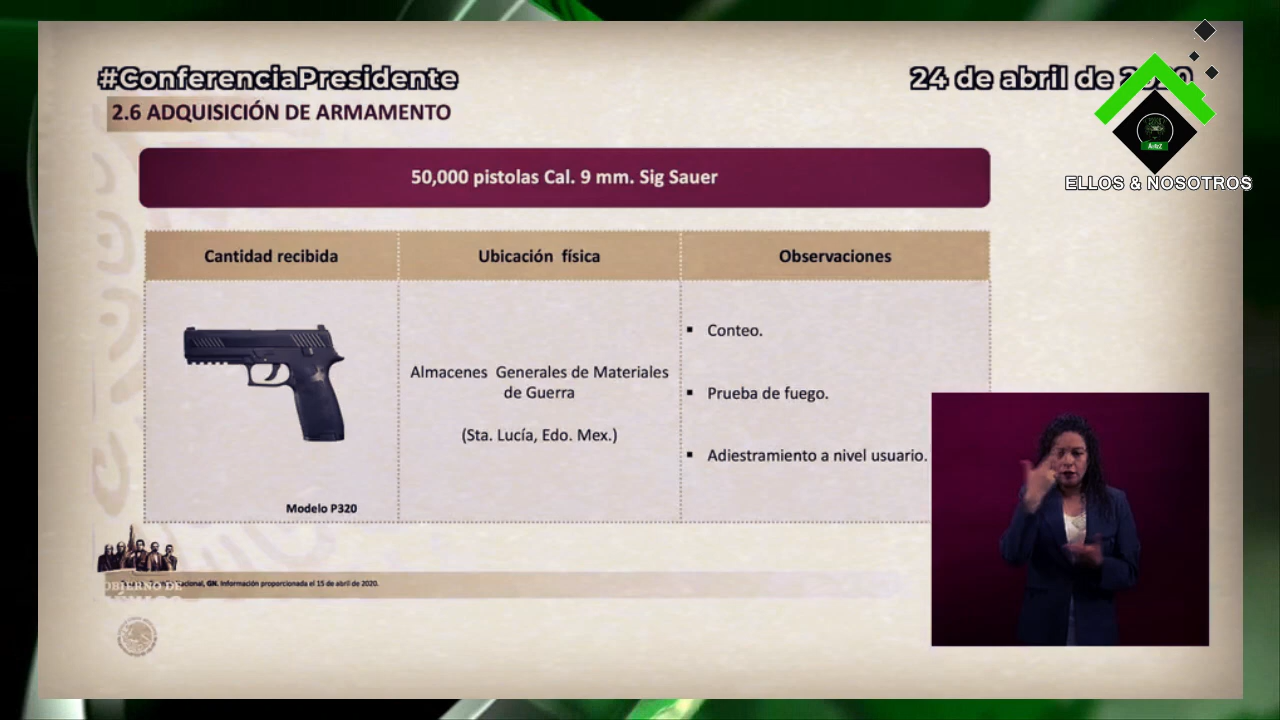 #ConferenciaPresidente
24 de abril de
2.6 ADQUISICIÓN DE ARMAMENTO
ELLOS & NOSOTROS
50,000 pistolas Cal. 9 mm. Sig Sauer
Cantidad recibida
Ubicación física
Observaciones
Almacenes Generales de Materiales
de Guerra
(Sta. Lucía, Edo. Mex.)
▪ Conteo.
▪ Prueba de fuego.
▪ Adiestramiento a nivel usuario.
Modelo P320
GN. Información proporcionada el 15 de abril de 2020.